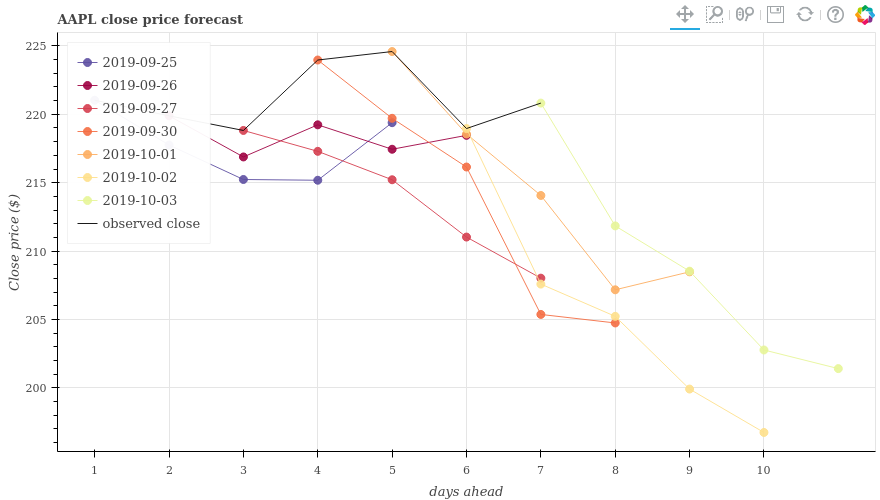 AAPL close price forecast
225
220
215
210
205
200
Close price ($)
2019-09-25
2019-09-26
2019-09-27
2019-09-30
2019-10-01
2019-10-02
2019-10-03
observed close
1 2 3 4 5 6 7 8 9 10
days ahead